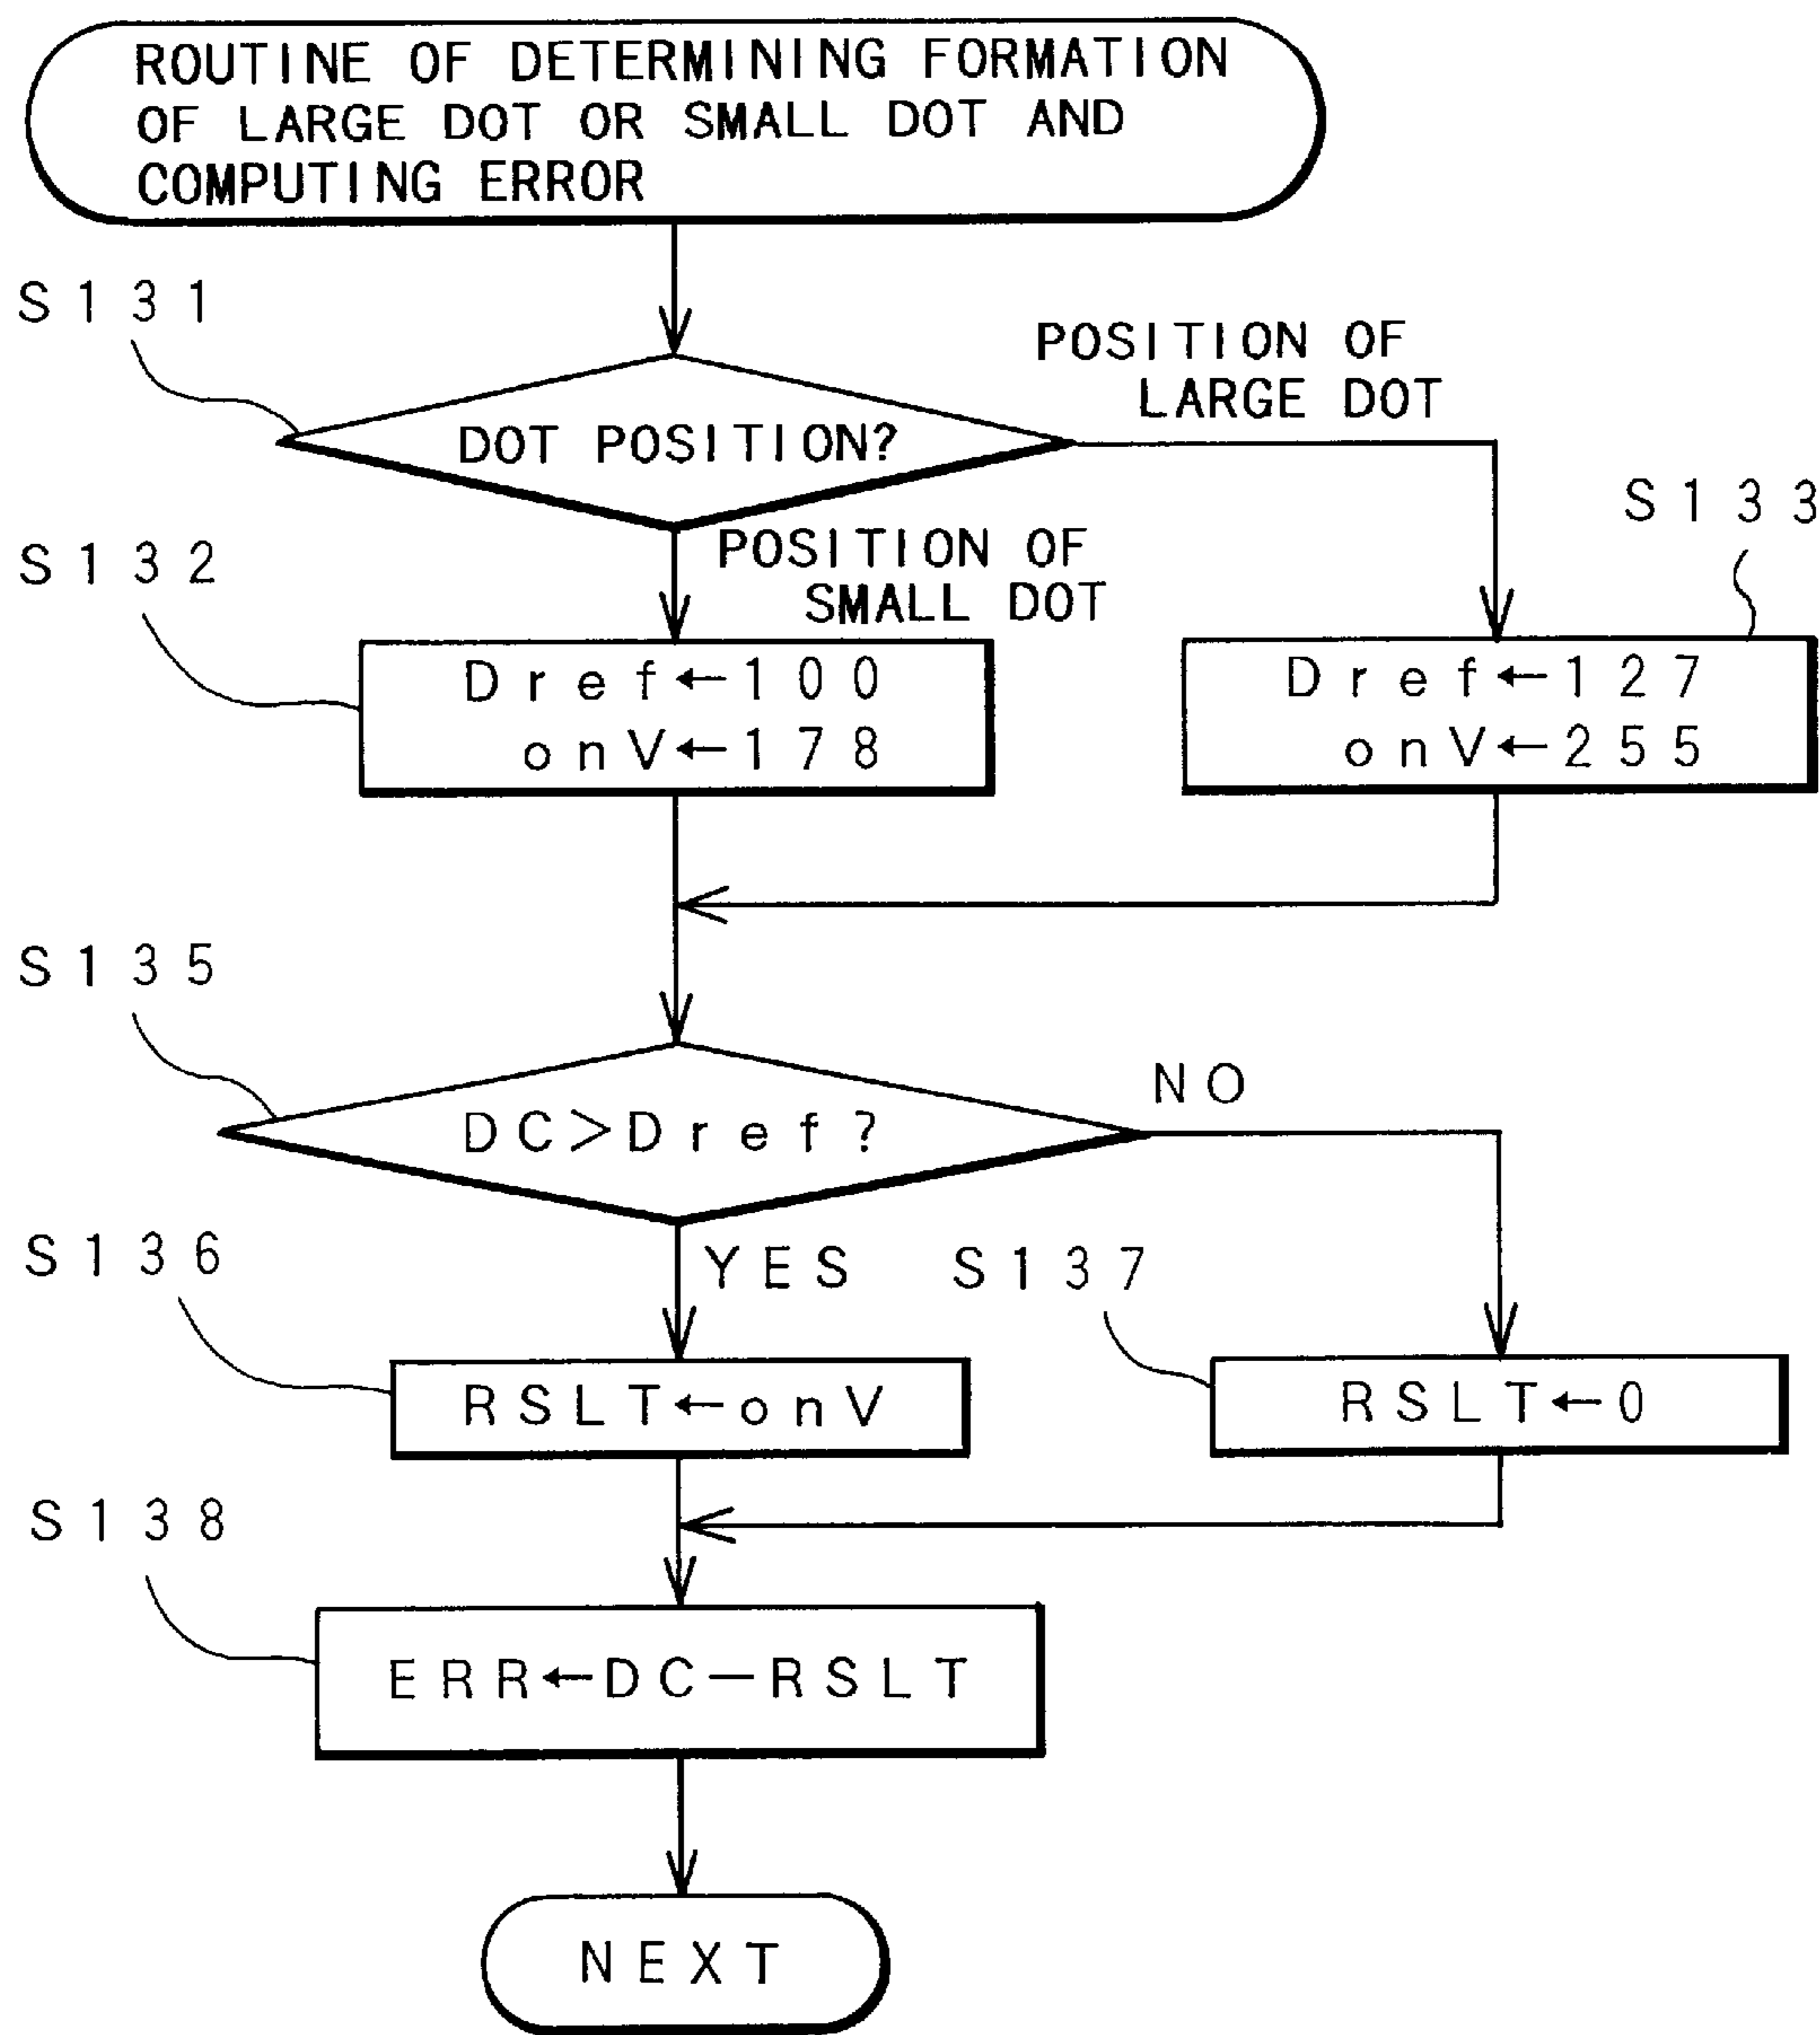 ROUTINE OF DETERMINING FORMATION
OF LARGE DOT OR SMALL DOT AND
COMPUTING ERROR
S131
POSITION OF
LARGE DOT
DOT POSITION?
S133
S132
POSITION OF
SMALL DOT
Dref←100
onV←178
Dref←127
onV←255
S135
NO
DC>Dref?
S136
YES
S137
RSLT←onV
RSLT←0
S138
ERR←DC−RSLT
NEXT